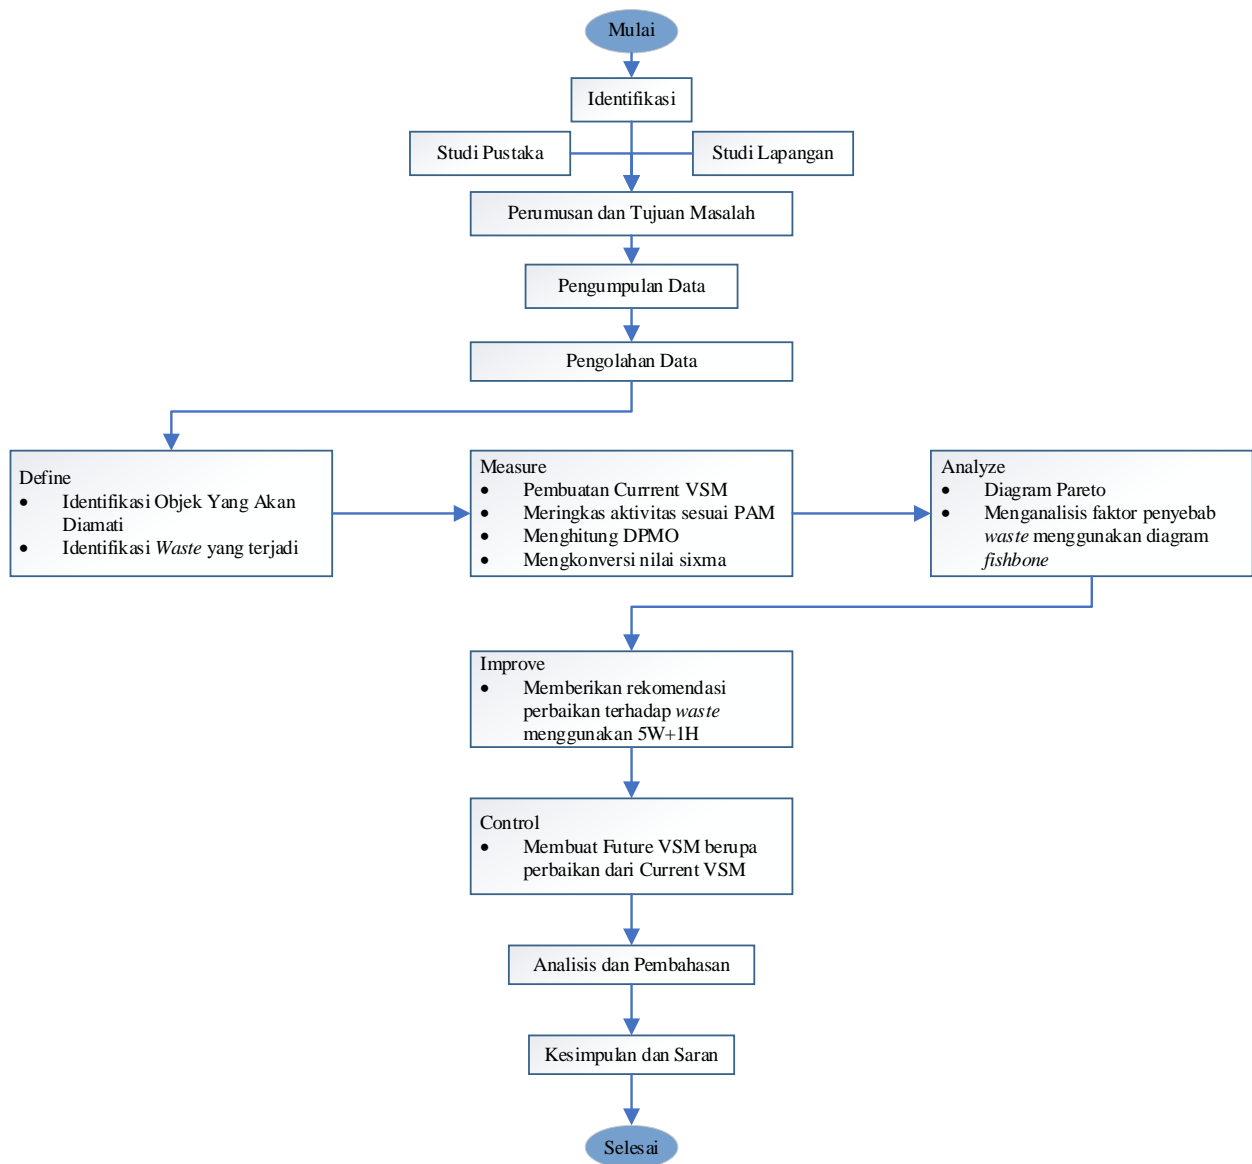 Mulai
Identifikasi
Studi Pustaka
Studi Lapangan
Perumusan dan Tujuan Masalah
Pengumpulan Data
Pengolahan Data
Define
• Identifikasi Objek Yang Akan
Diamati
• Identifikasi Waste yang terjadi
Measure
• Pembuatan Currrent VSM
• Meringkas aktivitas sesuai PAM
• Menghitung DPMO
• Mengkonversi nilai sixma
Analyze
• Diagram Pareto
• Menganalisis faktor penyebab
waste menggunakan diagram
fishbone
Improve
• Memberikan rekomendasi
perbaikan terhadap waste
menggunakan 5W+1H
Control
• Membuat Future VSM berupa
perbaikan dari Current VSM
Analisis dan Pembahasan
Kesimpulan dan Saran
Selesai